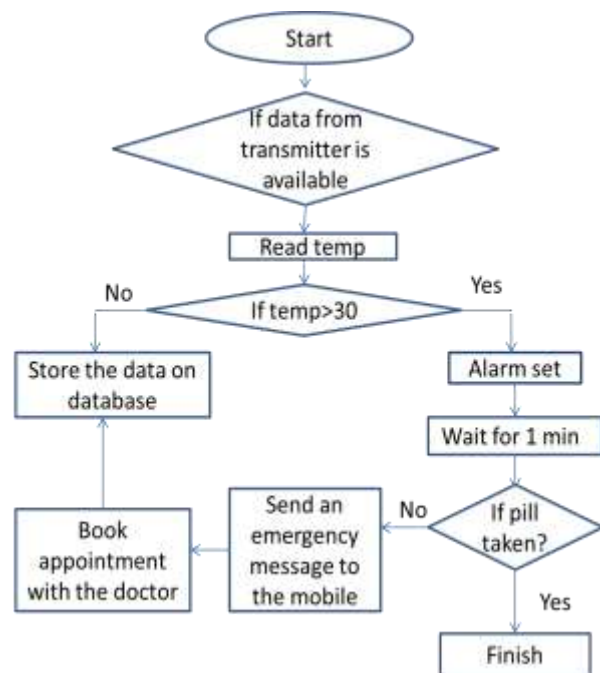 Start
If data from
transmitter is
available
Read temp
No
Yes
If temp>30
Store the data on
database
Alarm set
Wait for 1 min
Book
appointment
with the doctor
Send an
emergency
message to
the mobile
No
If pill
taken?
Yes
Finish